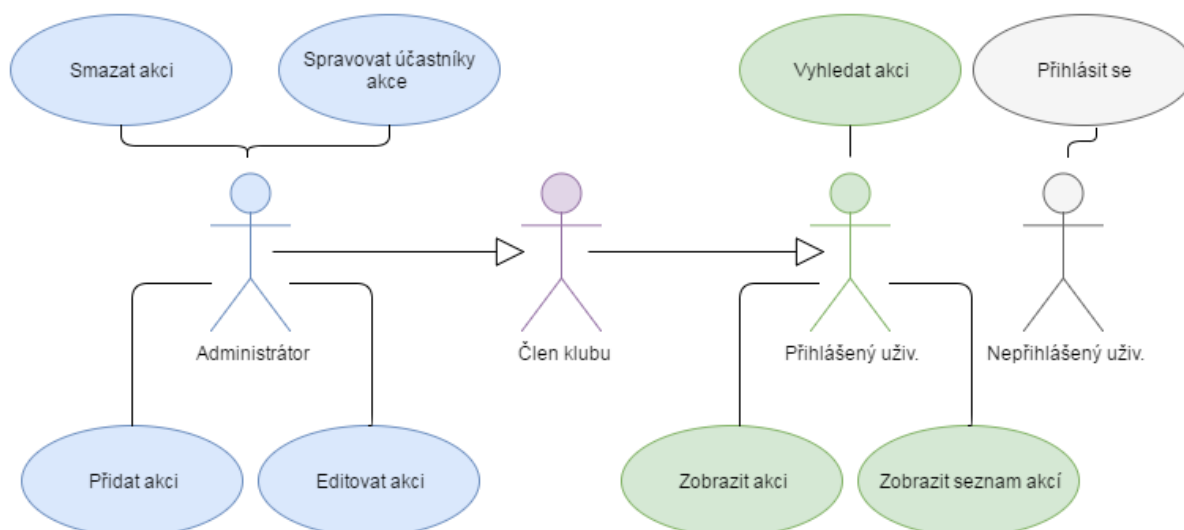 Smazat akci
Spravovat účastníky
akce
Vyhledat akci
Přihlásit se
Administrátor
Člen klubu
Přihlášený uživ.
Nepřihlášený uživ.
Přidat akci
Editovat akci
Zobrazit akci
Zobrazit seznam akcí